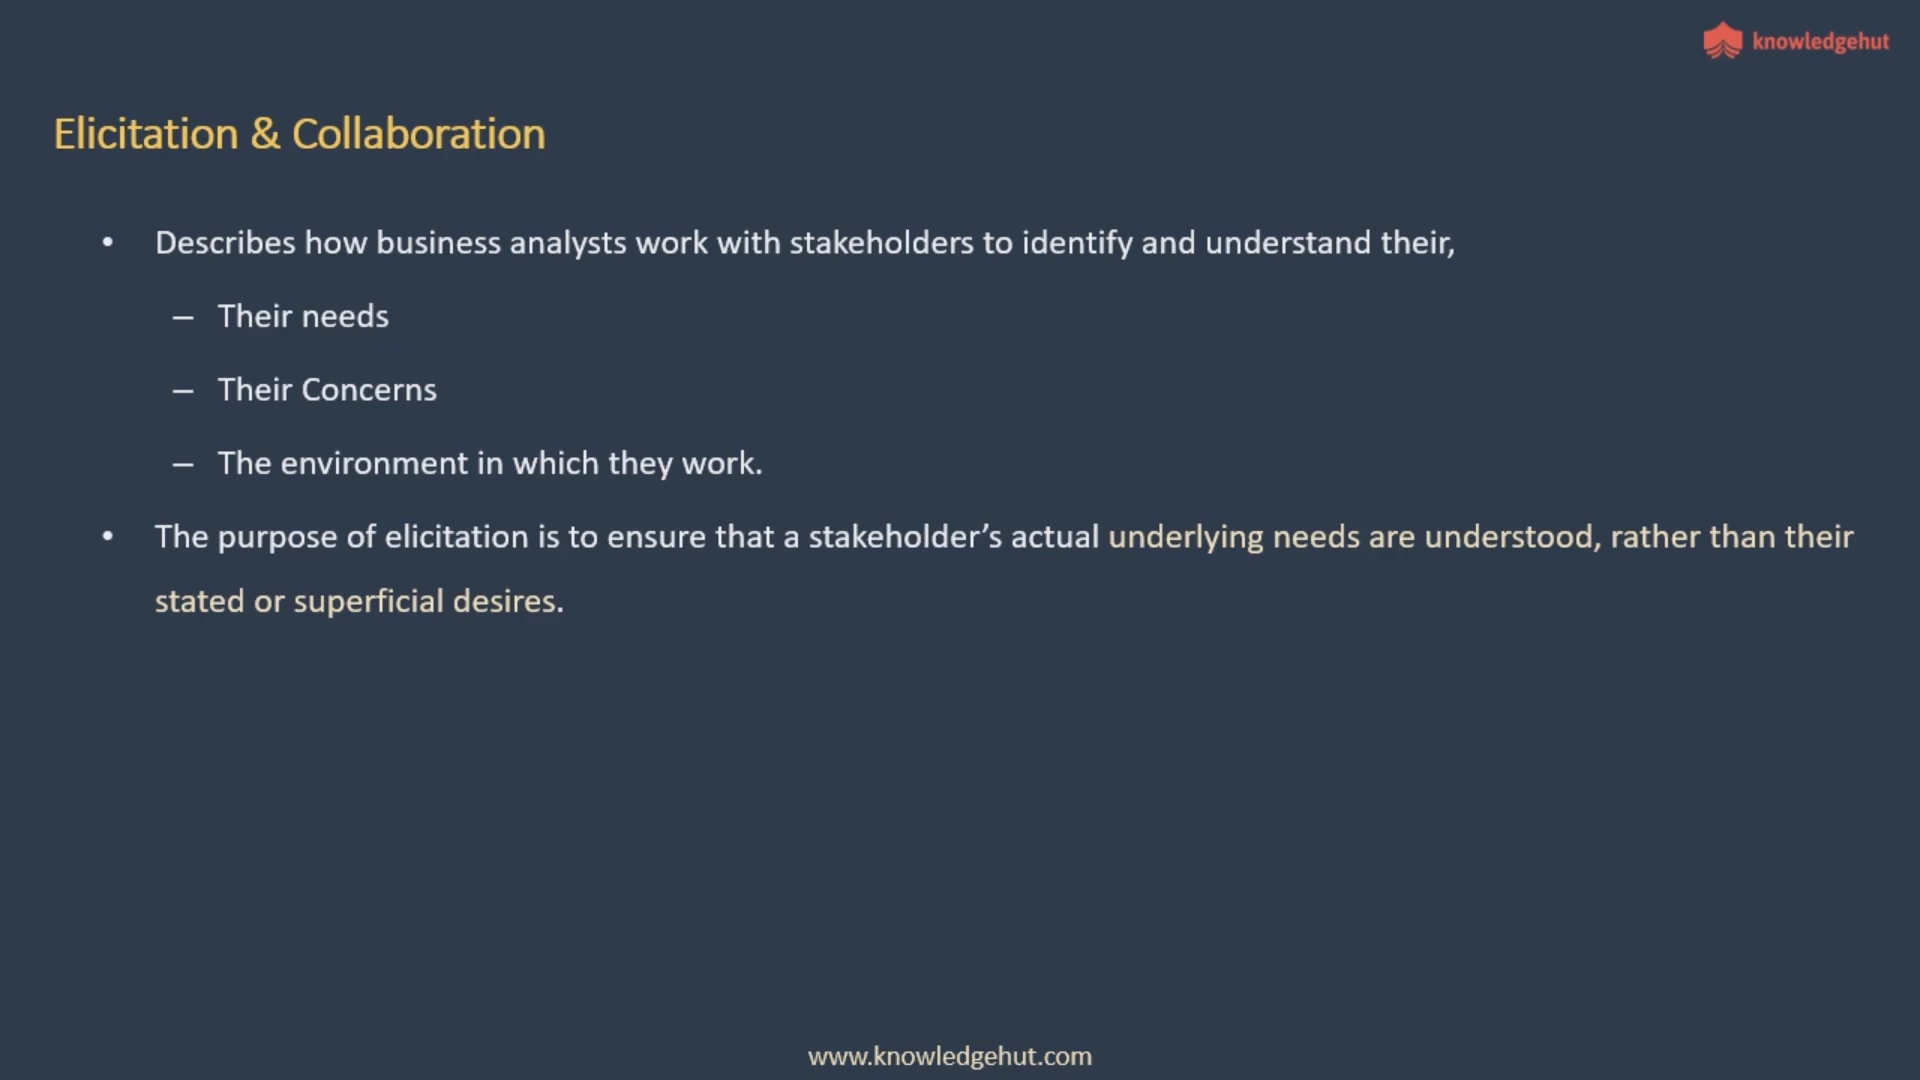 knowledgehut
Elicitation & Collaboration
• Describes how business analysts work with stakeholders to identify and understand their,
– Their needs
– Their Concerns
– The environment in which they work.
• The purpose of elicitation is to ensure that a stakeholder’s actual underlying needs are understood, rather than their
stated or superficial desires.
www.knowledgehut.com